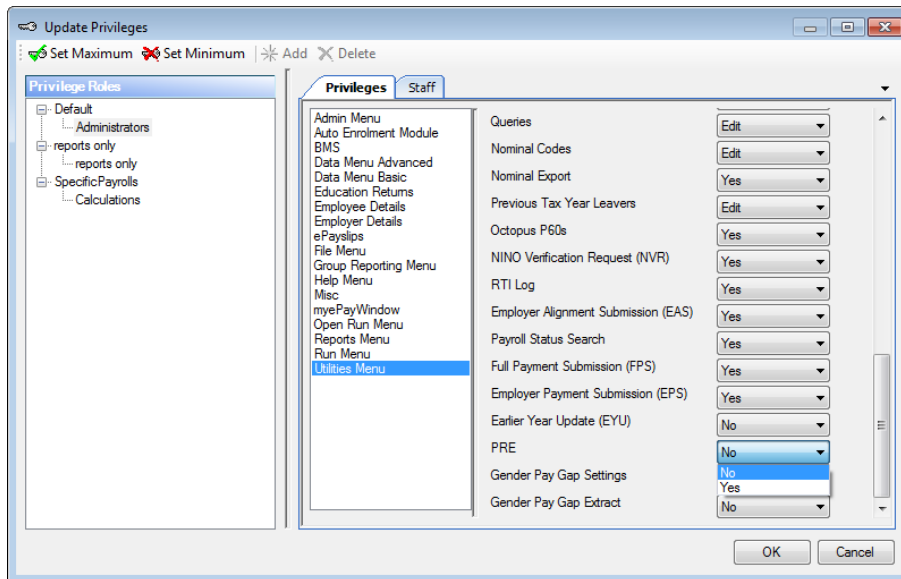 Update Privileges
Set Maximum Set Minimum Add Delete
Privilege Roles
Default
Administrators
reports only
reports only
SpecificPayrolls
Calculations
Privileges Staff
Admin Menu
Auto Enrolment Module
BMS
Data Menu Advanced
Data Menu Basic
Education Returns
Employee Details
Employer Details
ePayslips
File Menu
Group Reporting Menu
Help Menu
Misc
myePayWindow
Open Run Menu
Reports Menu
Run Menu
Utilities Menu
Queries Edit
Nominal Codes Edit
Nominal Export Yes
Previous Tax Year Leavers Edit
Octopus P60s Yes
NINO Verification Request (NVR) Yes
RTI Log Yes
Employer Alignment Submission (EAS) Yes
Payroll Status Search Yes
Full Payment Submission (FPS) Yes
Employer Payment Submission (EPS) Yes
Earlier Year Update (EYU) No
PRE No
Gender Pay Gap Settings No
Yes
Gender Pay Gap Extract No
OK Cancel